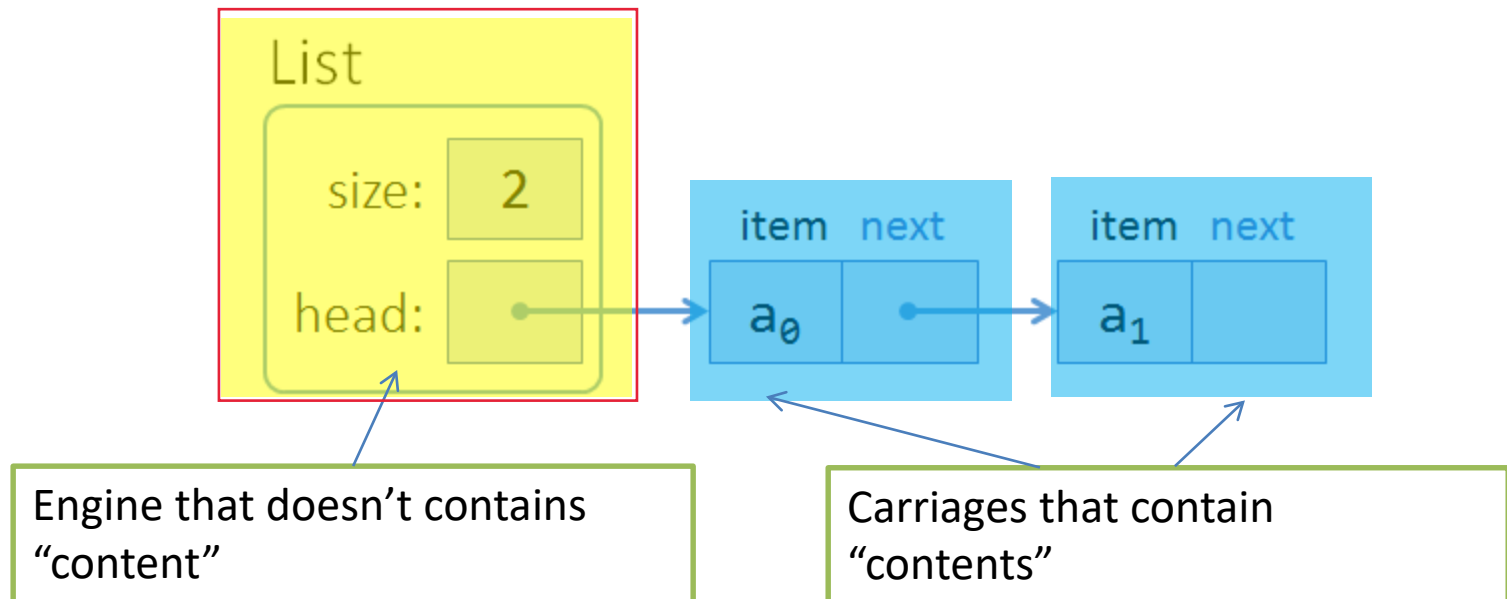 List
size: 2
item next item next
head: a₀ a₁
Engine that doesn’t contains
“content”
Carriages that contain
“contents”